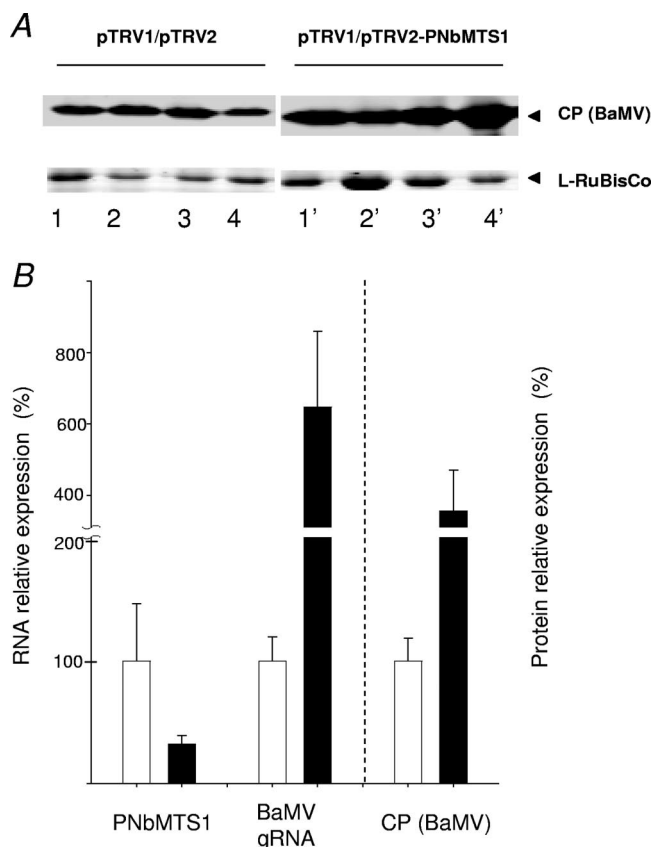 A
pTRV1/pTRV2
pTRV1/pTRV2-PNbMTS1
CP (BaMV)
L-RuBisCo
1 2 3 4 1' 2' 3' 4'
B
RNA relative expression (%)
800
600
400
200
100
Protein relative expression (%)
PNbMTS1
BaMV
gRNA
CP (BaMV)